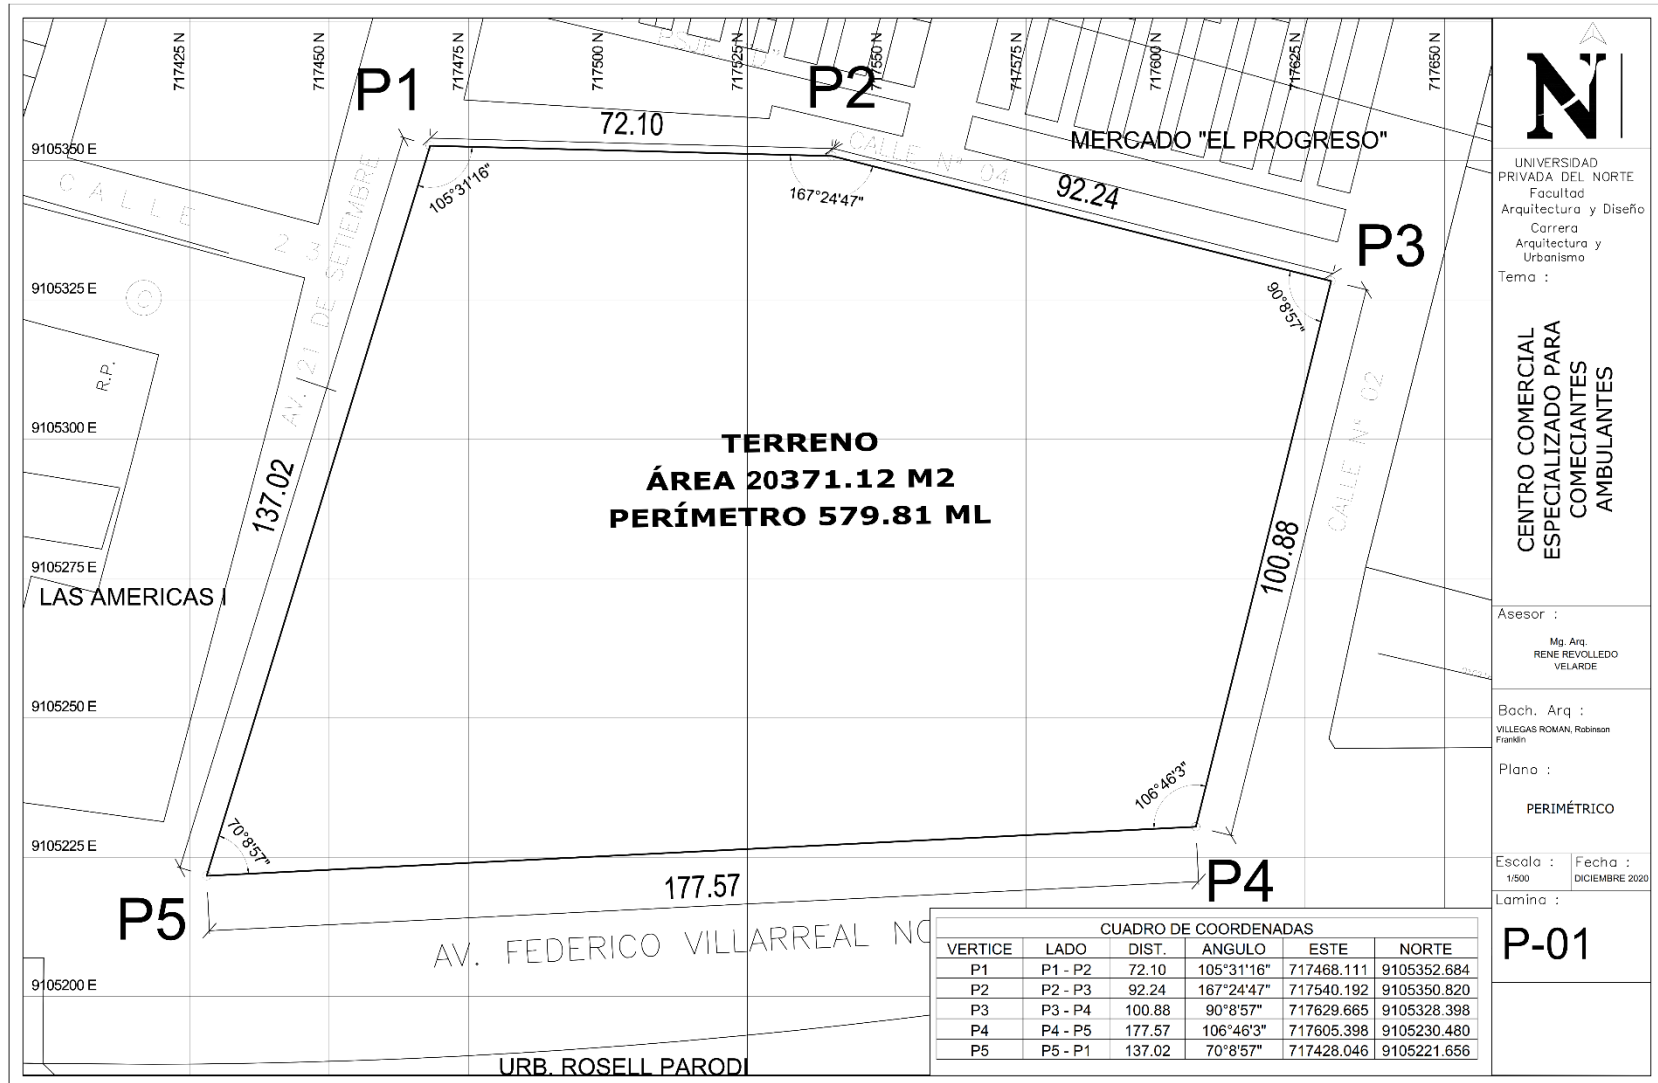 717425 N
717450 N
717475 N
717500 N
717525 N
717550 N
717575 N
717600 N
717625 N
717650 N
P1
P2
72.10
MERCADO "EL PROGRESO"
CALLE Nº 04
92.24
P3
9105350 E
105°31'16"
167°24'47"
CALLE 23
AV. 21 DE SETIEMBRE
9105325 E
90°8'57"
R.P.
CALLE Nº 02
9105300 E
TERRENO
ÁREA 20371.12 M2
PERÍMETRO 579.81 ML
137.02
100.88
9105275 E
LAS AMERICAS I
9105250 E
106°46'3"
70°8'57"
9105225 E
177.57
P4
P5
AV. FEDERICO VILLARREAL NO
9105200 E
URB. ROSELL PARODI
CUADRO DE COORDENADAS
VERTICE LADO DIST. ANGULO ESTE NORTE
P1 P1 - P2 72.10 105°31'16" 717468.111 9105352.684
P2 P2 - P3 92.24 167°24'47" 717540.192 9105350.820
P3 P3 - P4 100.88 90°8'57" 717629.665 9105328.398
P4 P4 - P5 177.57 106°46'3" 717605.398 9105230.480
P5 P5 - P1 137.02 70°8'57" 717428.046 9105221.656
N
UNIVERSIDAD
PRIVADA DEL NORTE
Facultad
Arquitectura y Diseño
Carrera
Arquitectura y
Urbanismo
Tema :
CENTRO COMERCIAL
ESPECIALIZADO PARA
COMECIANTES
AMBULANTES
Asesor :
Mg. Arq.
RENE REVOLLEDO
VELARDE
Bach. Arq :
VILLEGAS ROMAN, Robinson
Franklin
Plano :
PERIMÉTRICO
Escala : Fecha :
1/500 DICIEMBRE 2020
Lamina :
P-01